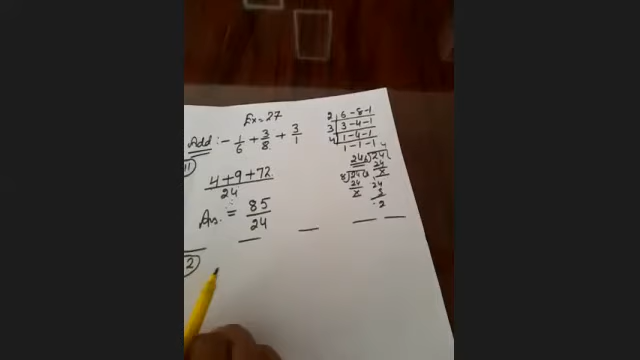 Ex = 27
Add :- 1/6 + 3/8 + 3/1
4 + 9 + 72
24
Ans. = 85/24
2 | 6 - 8 - 1
3 | 3 - 4 - 1
4 | 1 - 4 - 1
1 - 1 - 1
24
2